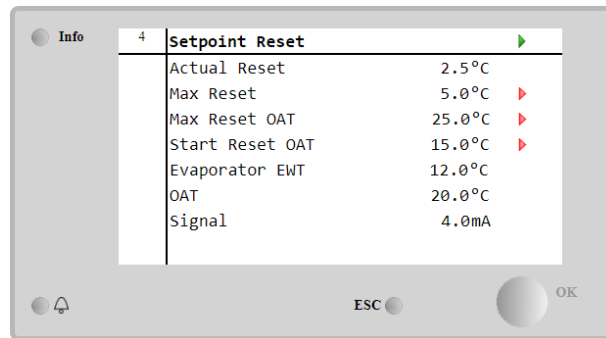 Info
4 Setpoint Reset
Actual Reset 2.5°C
Max Reset 5.0°C
Max Reset OAT 25.0°C
Start Reset OAT 15.0°C
Evaporator EWT 12.0°C
OAT 20.0°C
Signal 4.0mA
ESC
OK